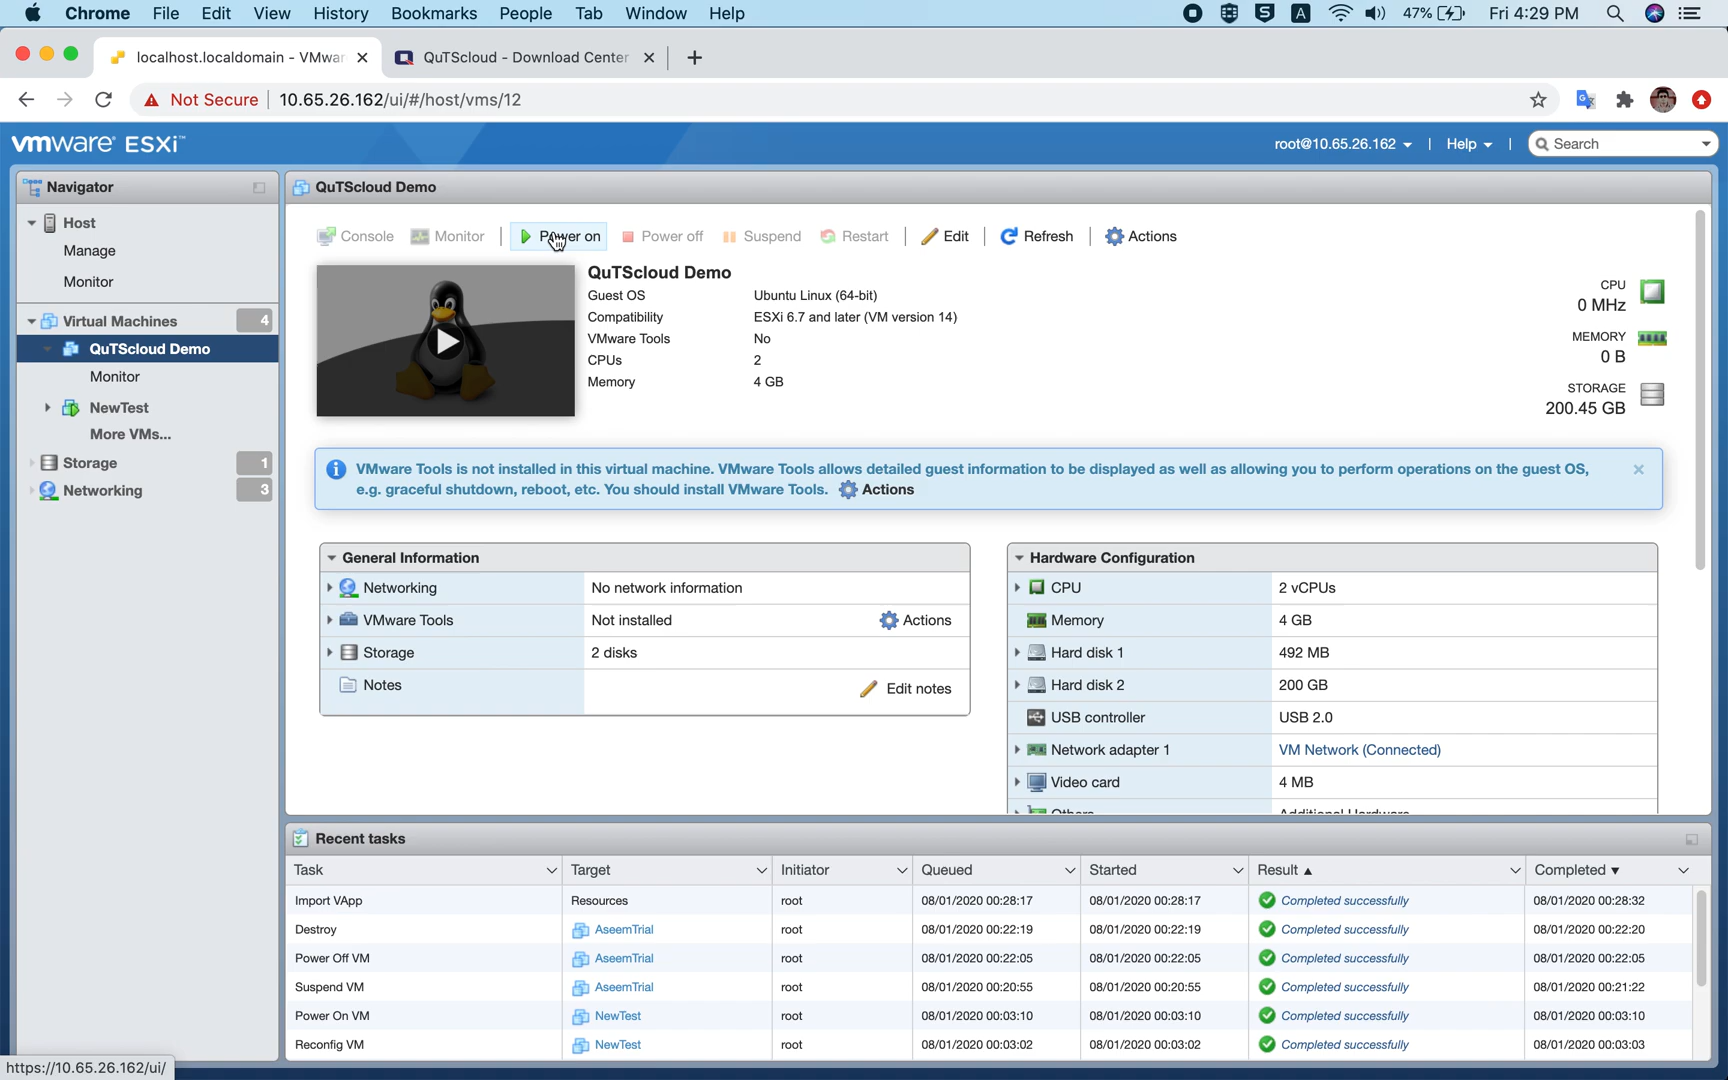 Chrome File Edit View History Bookmarks People Tab Window Help 47% Fri 4:29 PM
localhost.localdomain - VMwar
QuTScloud - Download Center
Not Secure 10.65.26.162/ui/#/host/vms/12
vmware ESXi™
root@10.65.26.162 | Help | Search
Navigator
Host
Manage
Monitor
Virtual Machines 4
QuTScloud Demo
Monitor
NewTest
More VMs...
Storage 1
Networking 3
QuTScloud Demo
Console Monitor Power on Power off Suspend Restart Edit Refresh Actions
QuTScloud Demo
Guest OS Ubuntu Linux (64-bit)
Compatibility ESXi 6.7 and later (VM version 14)
VMware Tools No
CPUs 2
Memory 4 GB
CPU
0 MHz
MEMORY
0 B
STORAGE
200.45 GB
VMware Tools is not installed in this virtual machine. VMware Tools allows detailed guest information to be displayed as well as allowing you to perform operations on the guest OS,
e.g. graceful shutdown, reboot, etc. You should install VMware Tools. Actions
General Information
Networking No network information
VMware Tools Not installed Actions
Storage 2 disks
Notes Edit notes
Hardware Configuration
CPU 2 vCPUs
Memory 4 GB
Hard disk 1 492 MB
Hard disk 2 200 GB
USB controller USB 2.0
Network adapter 1 VM Network (Connected)
Video card 4 MB
Others Additional Hardware
Recent tasks
Task Target Initiator Queued Started Result Completed
Import VApp Resources root 08/01/2020 00:28:17 08/01/2020 00:28:17 Completed successfully 08/01/2020 00:28:32
Destroy AseemTrial root 08/01/2020 00:22:19 08/01/2020 00:22:19 Completed successfully 08/01/2020 00:22:20
Power Off VM AseemTrial root 08/01/2020 00:22:05 08/01/2020 00:22:05 Completed successfully 08/01/2020 00:22:05
Suspend VM AseemTrial root 08/01/2020 00:20:55 08/01/2020 00:20:55 Completed successfully 08/01/2020 00:21:22
Power On VM NewTest root 08/01/2020 00:03:10 08/01/2020 00:03:10 Completed successfully 08/01/2020 00:03:10
Reconfig VM NewTest root 08/01/2020 00:03:02 08/01/2020 00:03:02 Completed successfully 08/01/2020 00:03:03
https://10.65.26.162/ui/